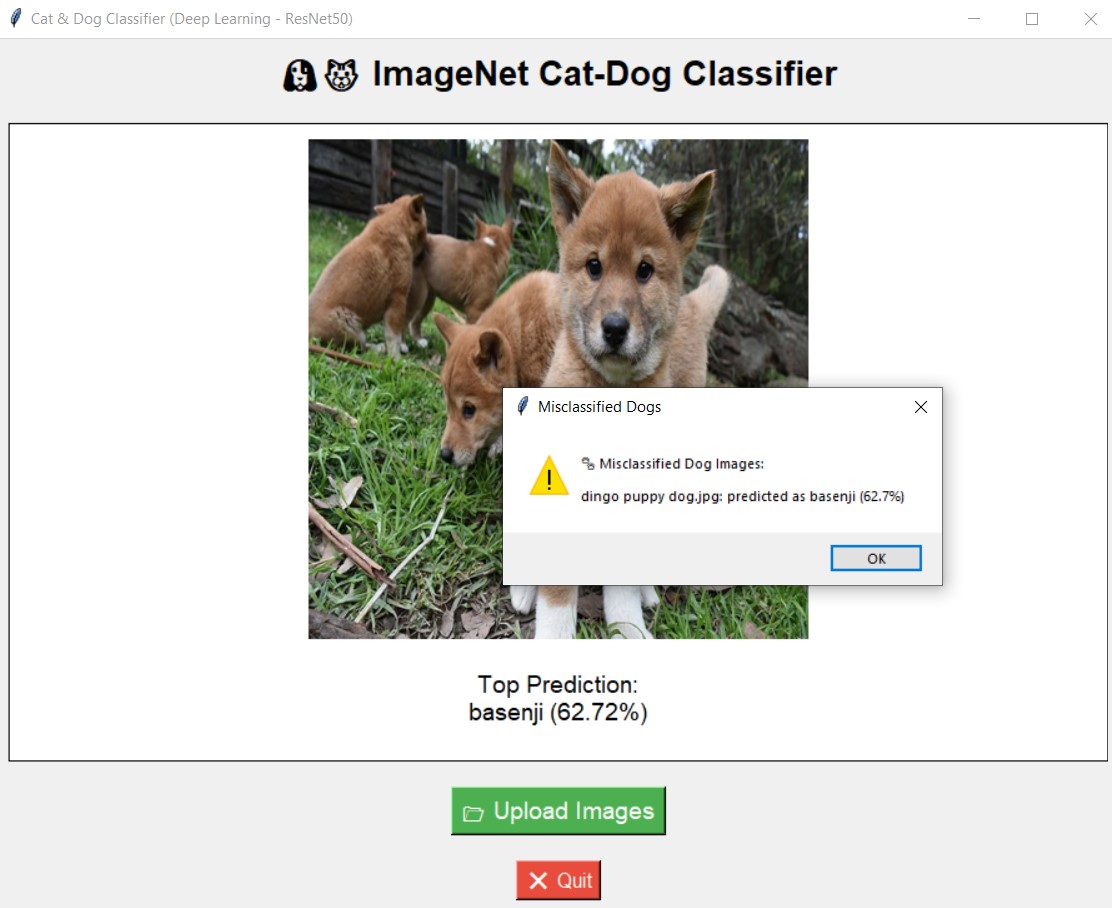 Cat & Dog Classifier (Deep Learning - ResNet50)
ImageNet Cat-Dog Classifier
Misclassified Dogs
Misclassified Dog Images:
dingo puppy dog.jpg: predicted as basenji (62.7%)
OK
Top Prediction:
basenji (62.72%)
Upload Images
Quit